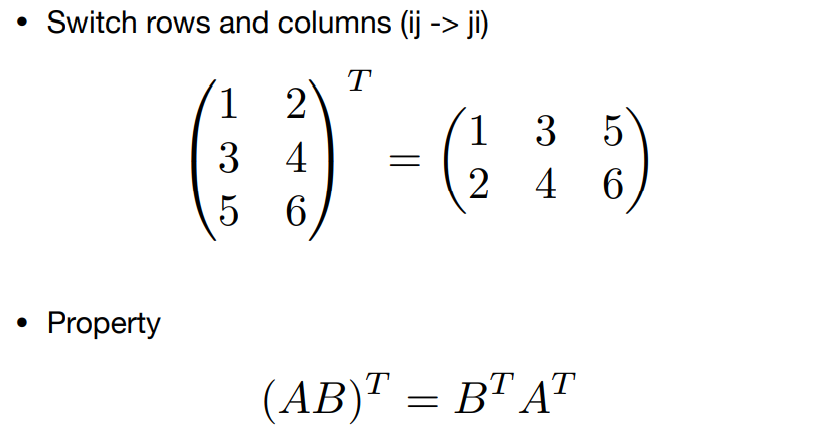 • Switch rows and columns (ij -> ji)
T
1 2
3 4
5 6
=
1 3 5
2 4 6
• Property
(AB)^T = B^T A^T